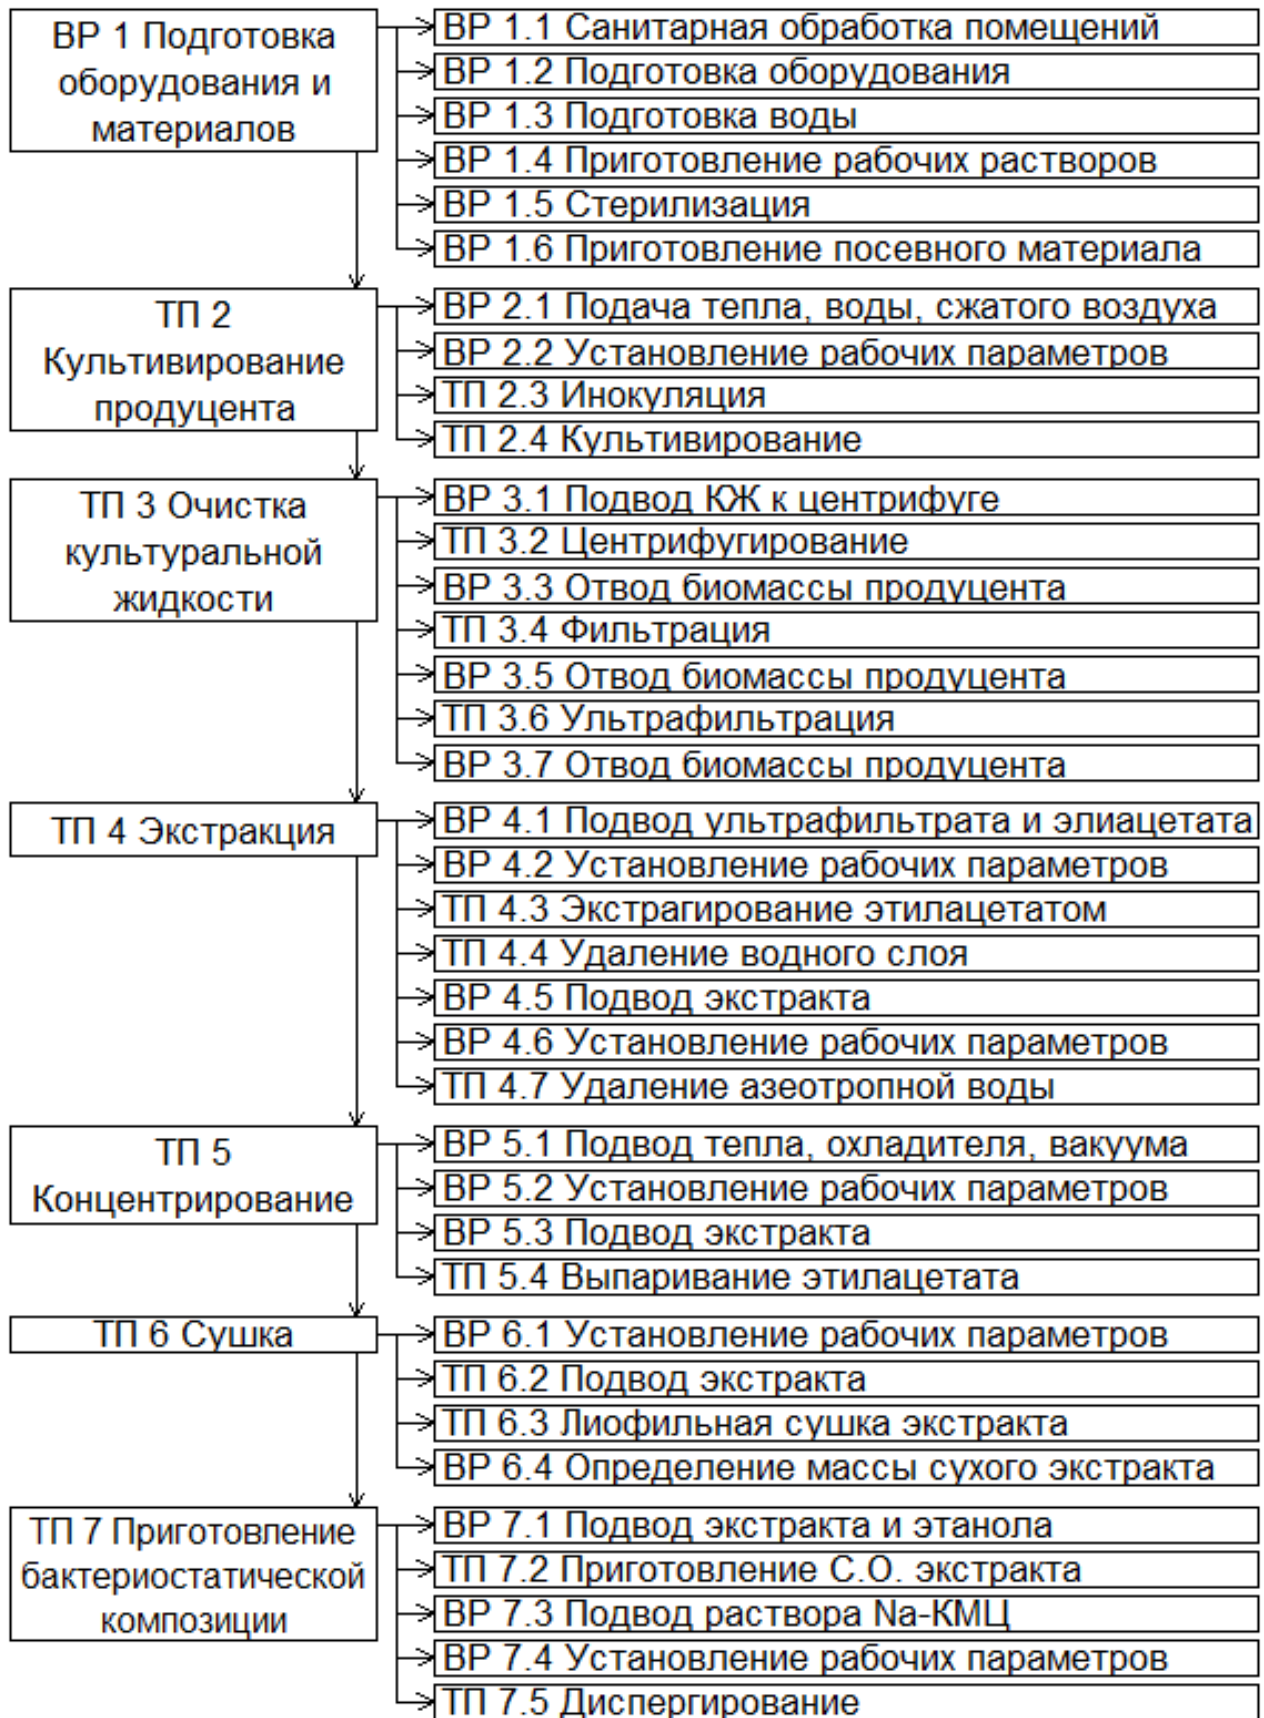 ВР 1 Подготовка
оборудования и
материалов
ВР 1.1 Санитарная обработка помещений
ВР 1.2 Подготовка оборудования
ВР 1.3 Подготовка воды
ВР 1.4 Приготовление рабочих растворов
ВР 1.5 Стерилизация
ВР 1.6 Приготовление посевного материала
ТП 2
Культивирование
продуцента
ВР 2.1 Подача тепла, воды, сжатого воздуха
ВР 2.2 Установление рабочих параметров
ТП 2.3 Инокуляция
ТП 2.4 Культивирование
ТП 3 Очистка
культуральной
жидкости
ВР 3.1 Подвод КЖ к центрифуге
ТП 3.2 Центрифугирование
ВР 3.3 Отвод биомассы продуцента
ТП 3.4 Фильтрация
ВР 3.5 Отвод биомассы продуцента
ТП 3.6 Ультрафильтрация
ВР 3.7 Отвод биомассы продуцента
ТП 4 Экстракция
ВР 4.1 Подвод ультрафильтрата и элиацетата
ВР 4.2 Установление рабочих параметров
ТП 4.3 Экстрагирование этилацетатом
ТП 4.4 Удаление водного слоя
ВР 4.5 Подвод экстракта
ВР 4.6 Установление рабочих параметров
ТП 4.7 Удаление азеотропной воды
ТП 5
Концентрирование
ВР 5.1 Подвод тепла, охладителя, вакуума
ВР 5.2 Установление рабочих параметров
ВР 5.3 Подвод экстракта
ТП 5.4 Выпаривание этилацетата
ТП 6 Сушка
ВР 6.1 Установление рабочих параметров
ТП 6.2 Подвод экстракта
ТП 6.3 Лиофильная сушка экстракта
ВР 6.4 Определение массы сухого экстракта
ТП 7 Приготовление
бактериостатической
композиции
ВР 7.1 Подвод экстракта и этанола
ТП 7.2 Приготовление С.О. экстракта
ВР 7.3 Подвод раствора Na-КМЦ
ВР 7.4 Установление рабочих параметров
ТП 7.5 Диспергирование